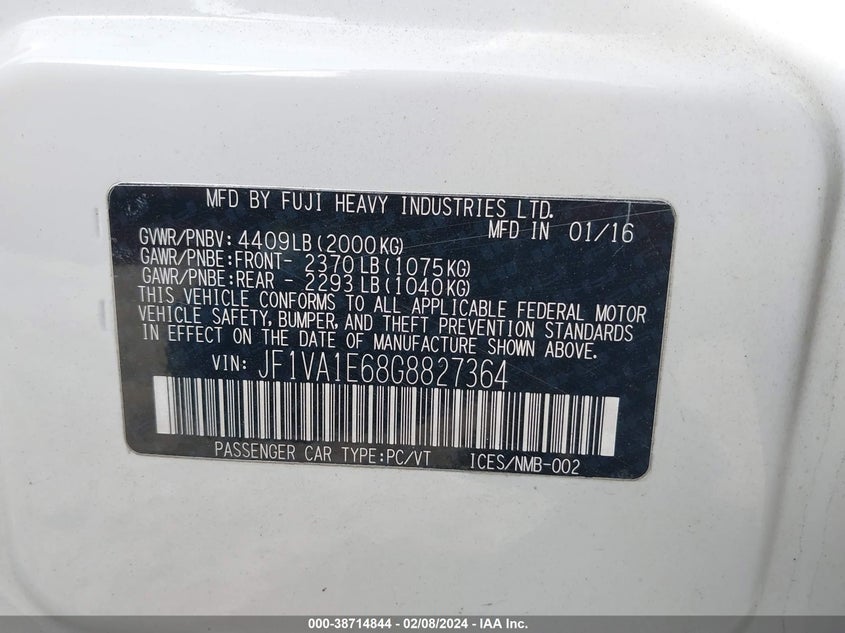 MFD BY FUJI HEAVY INDUSTRIES LTD.
MFD IN 01/16
GVWR/PNBV: 4409LB(2000KG)
GAWR/PNBE:FRONT- 2370LB(1075KG)
GAWR/PNBE:REAR - 2293LB(1040KG)
THIS VEHICLE CONFORMS TO ALL APPLICABLE FEDERAL MOTOR
VEHICLE SAFETY, BUMPER, AND THEFT PREVENTION STANDARDS
IN EFFECT ON THE DATE OF MANUFACTURE SHOWN ABOVE.
VIN: JF1VA1E68G8827364
PASSENGER CAR TYPE:PC/VT ICES/NMB-002
000-38714844 - 02/08/2024 - IAA Inc.